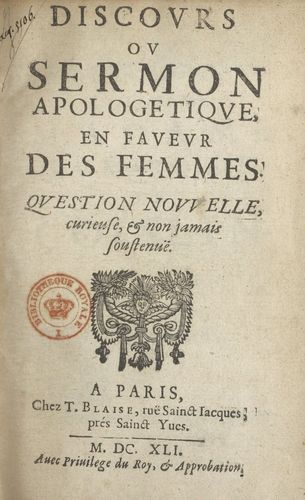 DISCOVRS
OV
SERMON
APOLOGETIQVE,
EN FAVEVR
DES FEMMES.
QVESTION NOVVELLE,
curieuse, & non jamais
soustenuë.
BIBLIOTHEQUE ROYALE
I
A PARIS,
Chez T. BLAISE, ruë Sainct Iacques,
prés Sainct Yues.
M. DC. XLI.
Auec Priuilege du Roy, & Approbation.